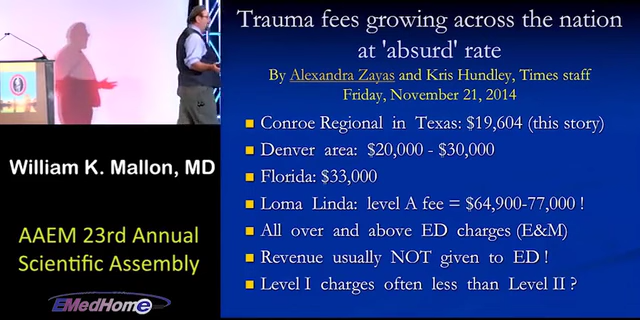 William K. Mallon, MD
AAEM 23rd Annual
Scientific Assembly
EMedHome
Trauma fees growing across the nation
at 'absurd' rate
By Alexandra Zayas and Kris Hundley, Times staff
Friday, November 21, 2014
Conroe Regional in Texas: $19,604 (this story)
Denver area: $20,000 - $30,000
Florida: $33,000
Loma Linda: level A fee = $64,900-77,000 !
All over and above ED charges (E&M)
Revenue usually NOT given to ED !
Level I charges often less than Level II ?